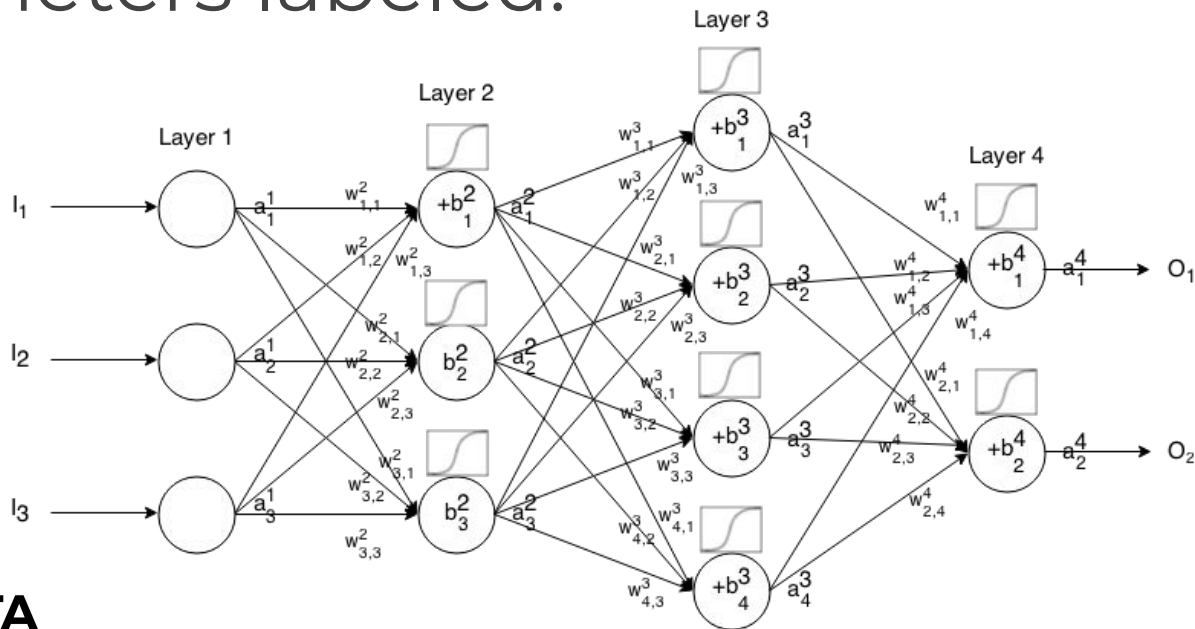 meters labeled:
Layer 3
Layer 2
Layer 1
Layer 4
I₁
I₂
I₃
a¹₁
a¹₂
a¹₃
w²₁,₁
w²₁,₂
w²₁,₃
w²₂,₁
w²₂,₂
w²₂,₃
w²₃,₁
w²₃,₂
w²₃,₃
+b²₁
b²₂
b²₃
a²₁
a²₂
a²₃
w³₁,₁
w³₁,₂
w³₁,₃
w³₂,₁
w³₂,₂
w³₂,₃
w³₃,₁
w³₃,₂
w³₃,₃
w³₄,₁
w³₄,₂
w³₄,₃
+b³₁
+b³₂
+b³₃
+b³₄
a³₁
a³₂
a³₃
a³₄
w⁴₁,₁
w⁴₁,₂
w⁴₁,₃
w⁴₁,₄
w⁴₂,₁
w⁴₂,₂
w⁴₂,₃
w⁴₂,₄
+b⁴₁
+b⁴₂
a⁴₁
a⁴₂
O₁
O₂
TA